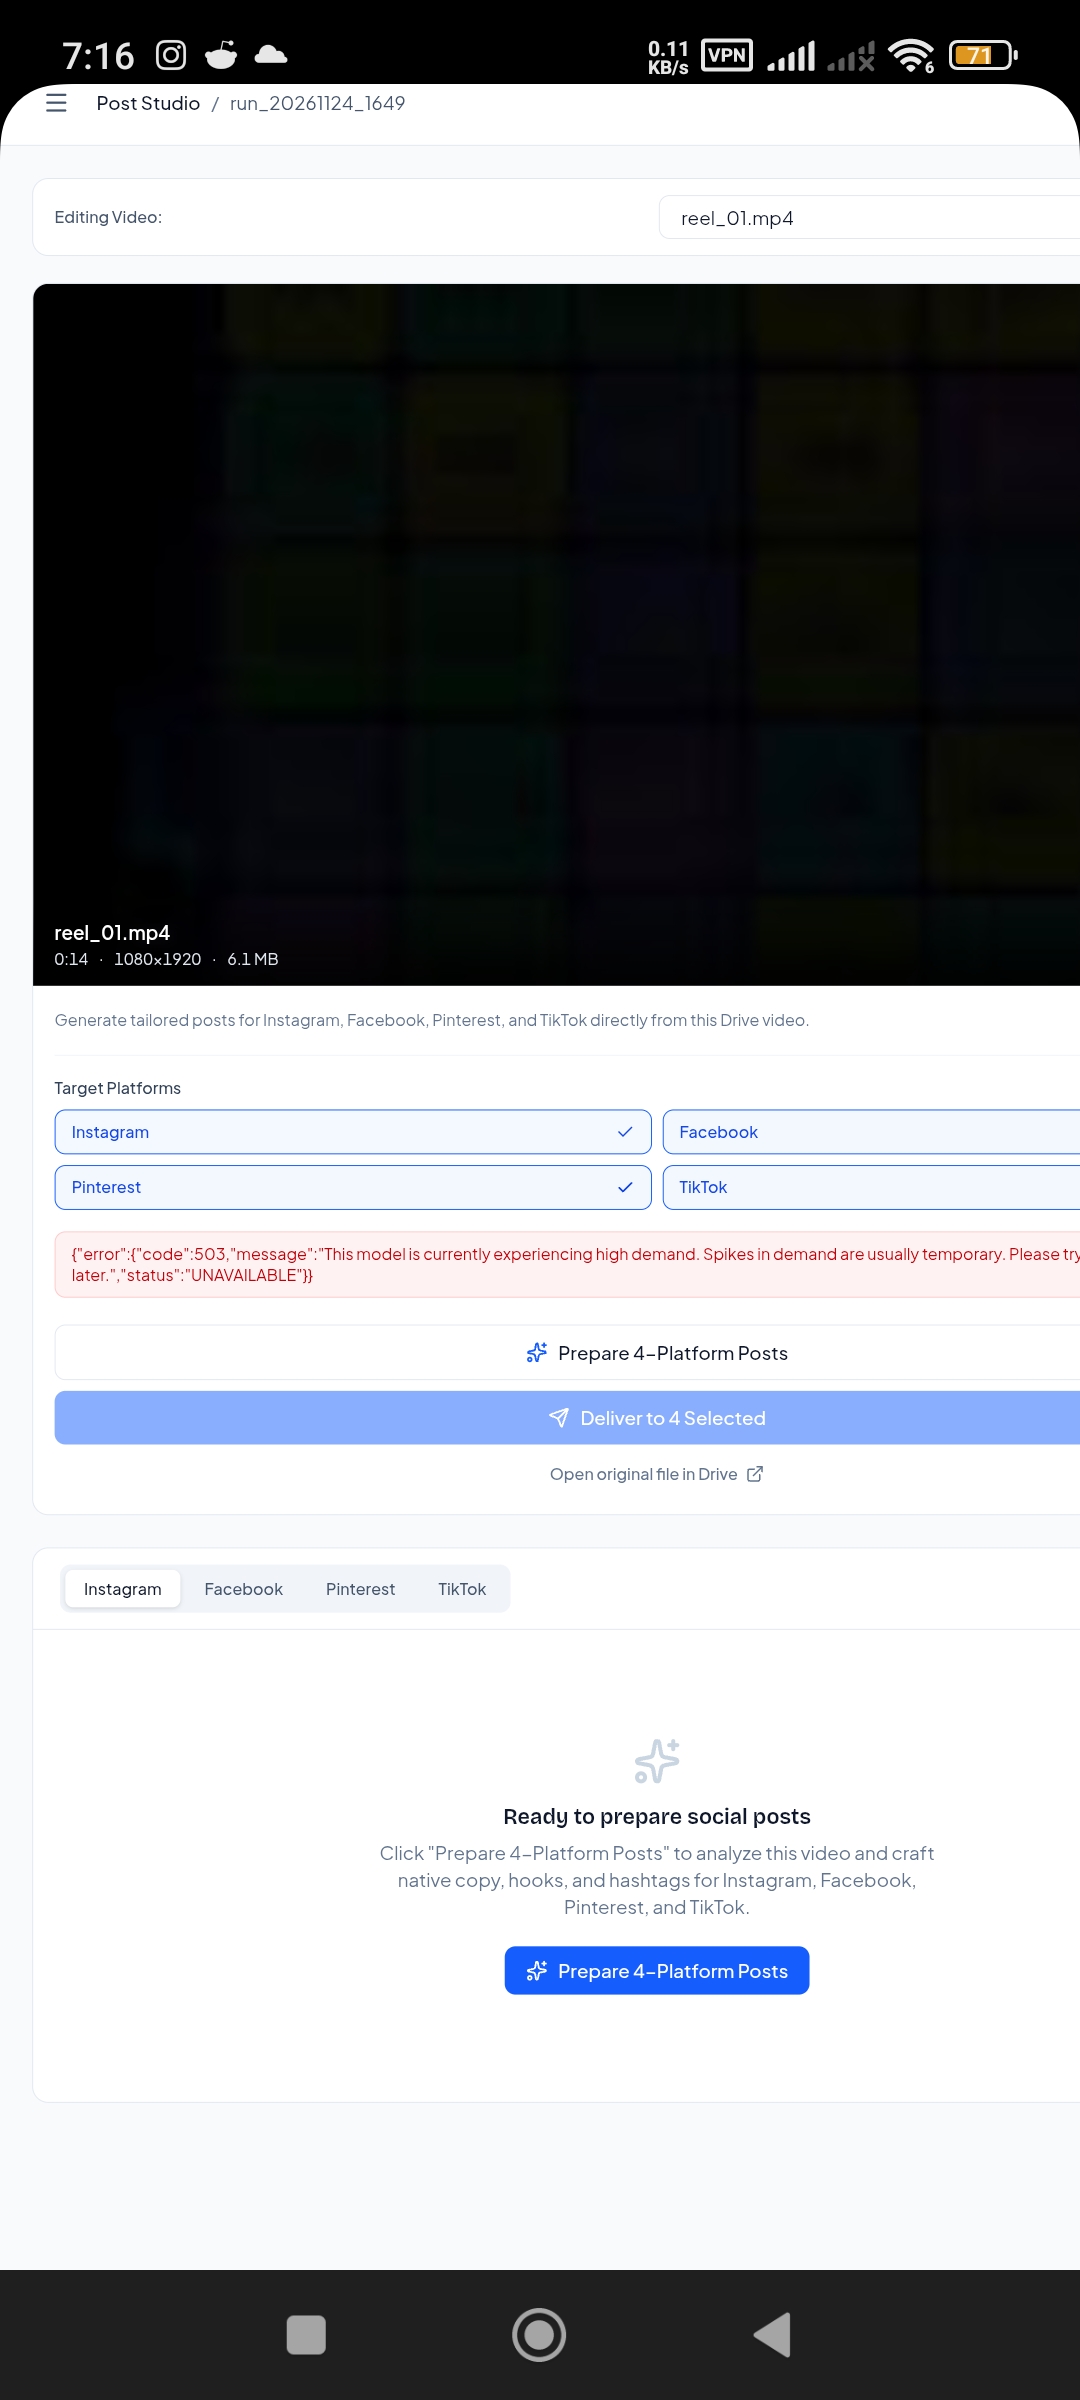 7:16
0.11
KB/s
VPN
6
71
Post Studio / run_20261124_1649
Editing Video:
reel_01.mp4
reel_01.mp4
0:14 · 1080×1920 · 6.1 MB
Generate tailored posts for Instagram, Facebook, Pinterest, and TikTok directly from this Drive video.
Target Platforms
Instagram
Facebook
Pinterest
TikTok
{"error":{"code":503,"message":"This model is currently experiencing high demand. Spikes in demand are usually temporary. Please try
later.","status":"UNAVAILABLE"}}
Prepare 4-Platform Posts
Deliver to 4 Selected
Open original file in Drive
Instagram Facebook Pinterest TikTok
Ready to prepare social posts
Click "Prepare 4-Platform Posts" to analyze this video and craft
native copy, hooks, and hashtags for Instagram, Facebook,
Pinterest, and TikTok.
Prepare 4-Platform Posts